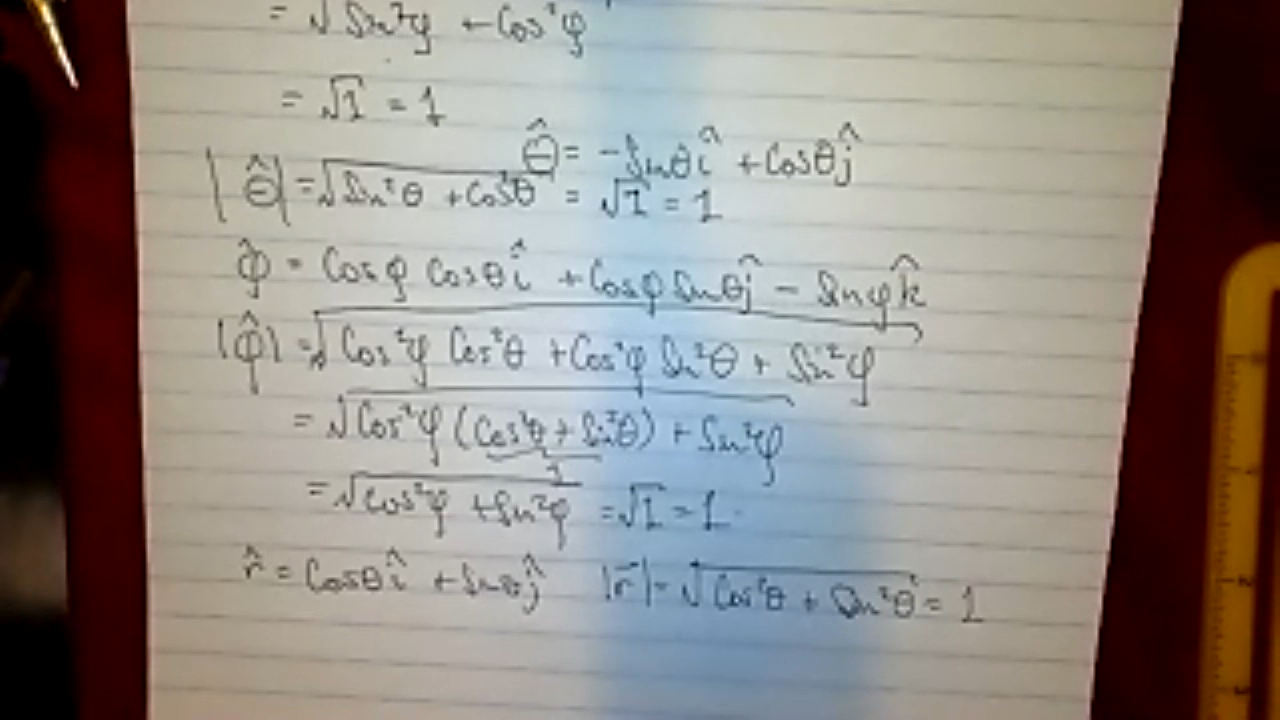 = √Sin²φ + Cos²φ
= √1 = 1
θ̂ = -Sinθ î + Cosθ ĵ
|θ̂| = √Sin²θ + Cos²θ = √1 = 1
φ̂ = Cosφ Cosθ î + Cosφ Sinθ ĵ - Sinφ k̂
|φ̂| = √Cos²φ Cos²θ + Cos²φ Sin²θ + Sin²φ
= √Cos²φ (Cos²θ + Sin²θ) + Sin²φ
1
= √Cos²φ + Sin²φ = √1 = 1
r̂ = Cosθ î + Sinθ ĵ |r̄| = √Cos²θ + Sin²θ = 1